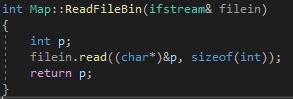 int Map::ReadFileBin(ifstream& filein)
{
    int p;
    filein.read((char*)&p, sizeof(int));
    return p;
}